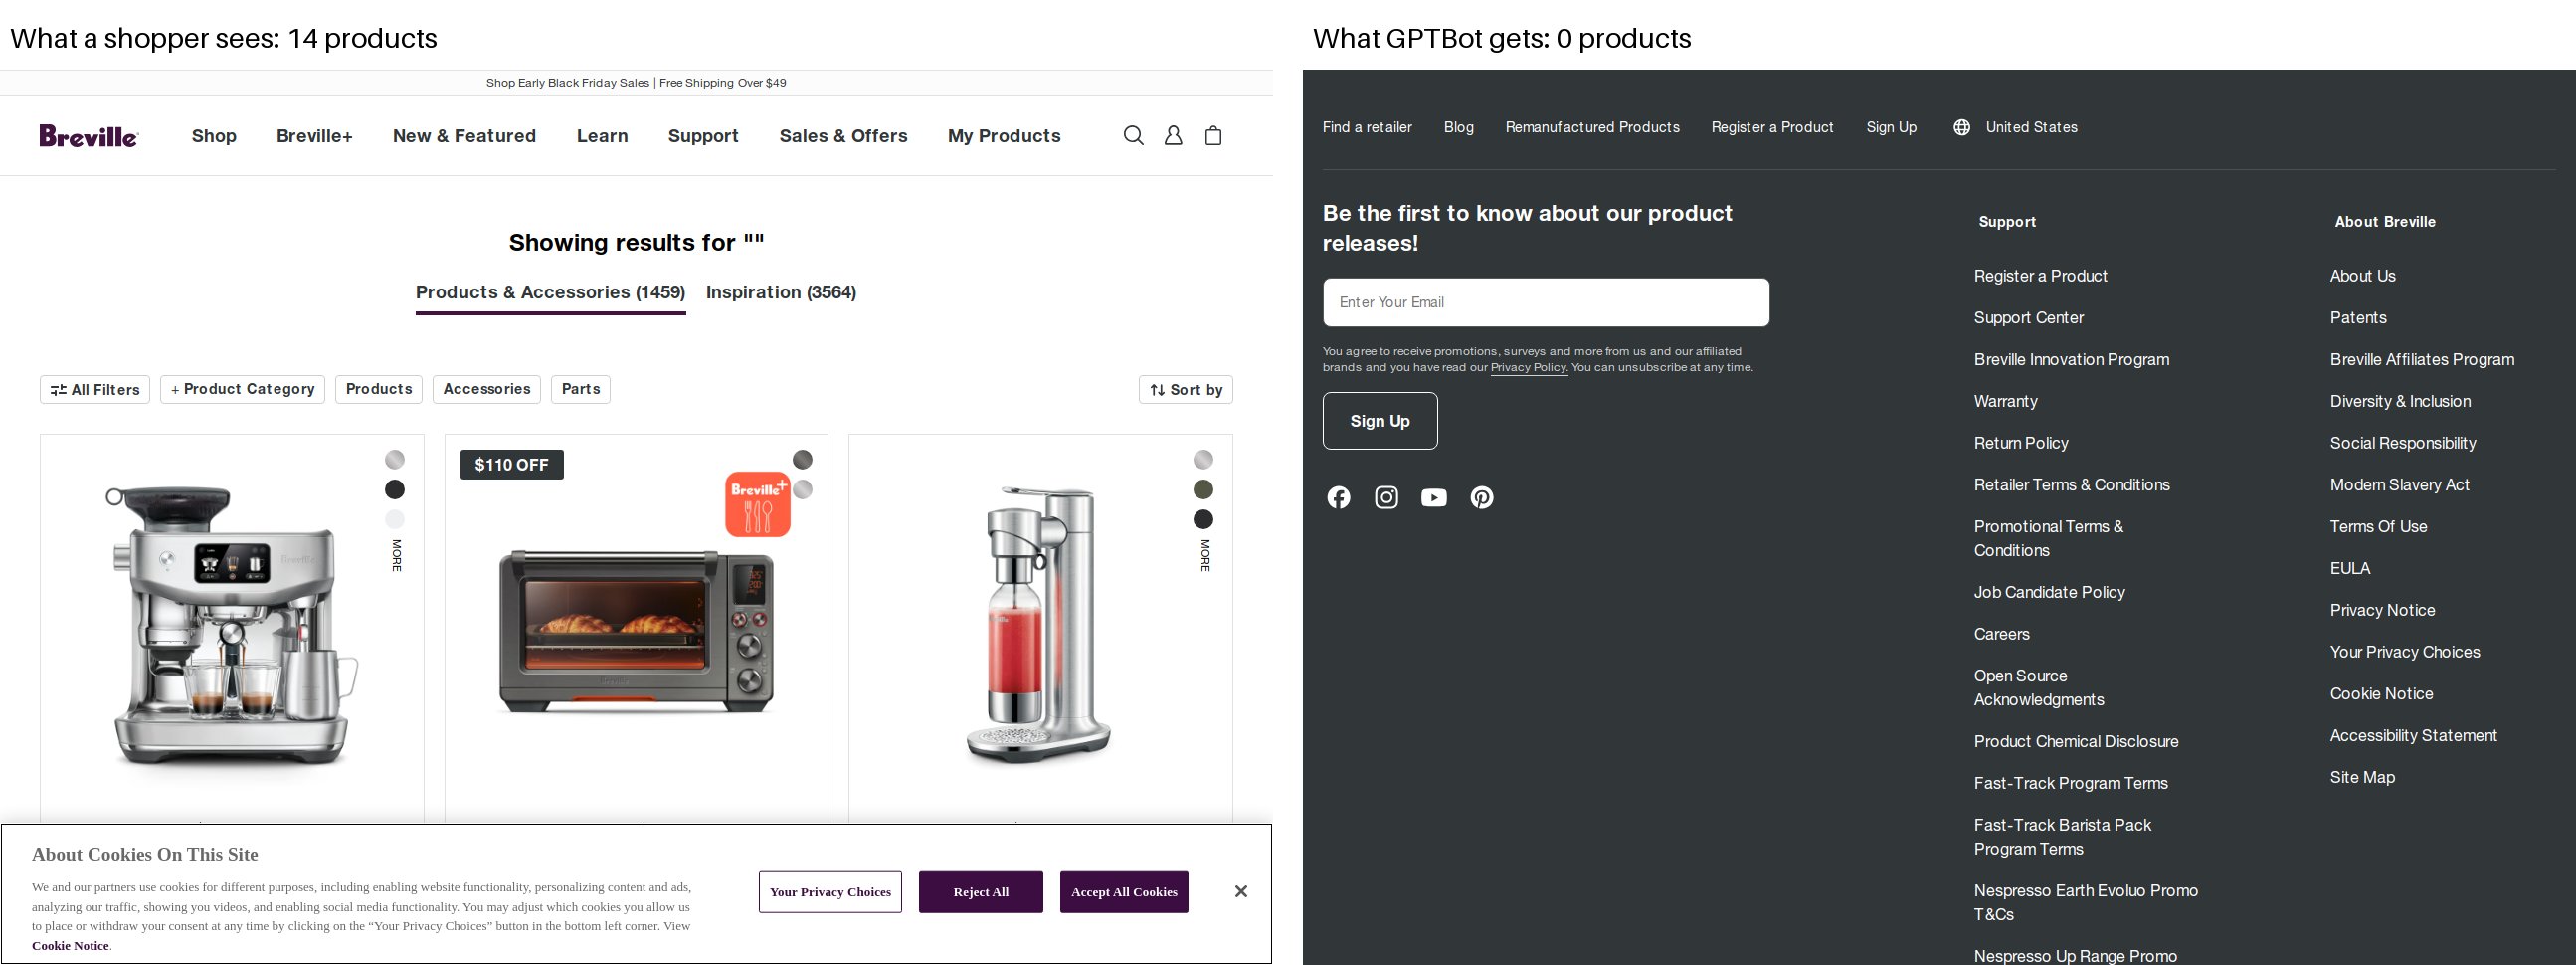 What a shopper sees: 14 products
Shop Early Black Friday Sales | Free Shipping Over $49
Breville
Shop
Breville+
New & Featured
Learn
Support
Sales & Offers
My Products
Showing results for ""
Products & Accessories (1459)
Inspiration (3564)
All Filters
+ Product Category
Products
Accessories
Parts
Sort by
MORE
$110 OFF
Breville+
MORE
About Cookies On This Site
We and our partners use cookies for different purposes, including enabling website functionality, personalizing content and ads,
analyzing our traffic, showing you videos, and enabling social media functionality. You may adjust which cookies you allow us
to place or withdraw your consent at any time by clicking on the “Your Privacy Choices” button in the bottom left corner. View
Cookie Notice.
Your Privacy Choices
Reject All
Accept All Cookies
What GPTBot gets: 0 products
Find a retailer
Blog
Remanufactured Products
Register a Product
Sign Up
United States
Be the first to know about our product
releases!
Enter Your Email
You agree to receive promotions, surveys and more from us and our affiliated
brands and you have read our Privacy Policy. You can unsubscribe at any time.
Sign Up
Support
Register a Product
Support Center
Breville Innovation Program
Warranty
Return Policy
Retailer Terms & Conditions
Promotional Terms &
Conditions
Job Candidate Policy
Careers
Open Source
Acknowledgments
Product Chemical Disclosure
Fast-Track Program Terms
Fast-Track Barista Pack
Program Terms
Nespresso Earth Evoluo Promo
T&Cs
Nespresso Up Range Promo
About Breville
About Us
Patents
Breville Affiliates Program
Diversity & Inclusion
Social Responsibility
Modern Slavery Act
Terms Of Use
EULA
Privacy Notice
Your Privacy Choices
Cookie Notice
Accessibility Statement
Site Map